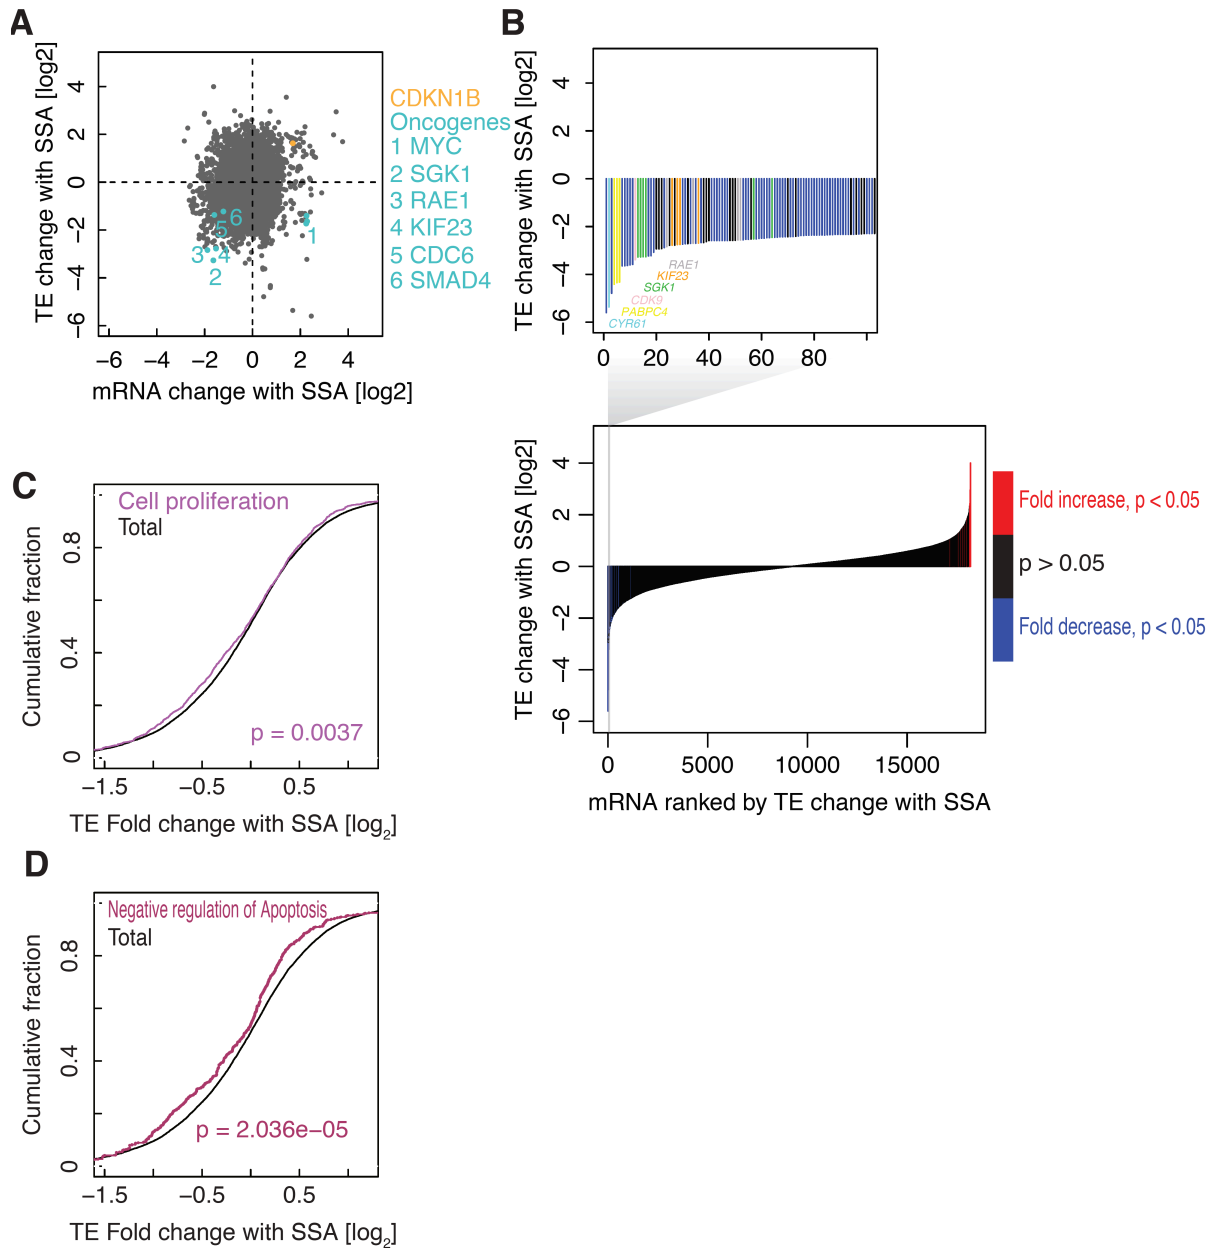 A
TE change with SSA [log2]
4
2
0
−2
−4
−6
−6 −4 −2 0 2 4
mRNA change with SSA [log2]
6
5
3 4
2
1
CDKN1B
Oncogenes
1 MYC
2 SGK1
3 RAE1
4 KIF23
5 CDC6
6 SMAD4
B
TE change with SSA [log2]
4
2
0
−2
−4
−6
RAE1
KIF23
SGK1
CDK9
PABPC4
CYR61
0 20 40 60 80
TE change with SSA [log2]
4
2
0
−2
−4
−6
0 5000 10000 15000
mRNA ranked by TE change with SSA
Fold increase, p < 0.05
p > 0.05
Fold decrease, p < 0.05
C
Cumulative fraction
0.8
0.4
0
Cell proliferation
Total
p = 0.0037
−1.5 −0.5 0.5
TE Fold change with SSA [log2]
D
Cumulative fraction
0.8
0.4
0
Negative regulation of Apoptosis
Total
p = 2.036e−05
−1.5 −0.5 0.5
TE Fold change with SSA [log2]